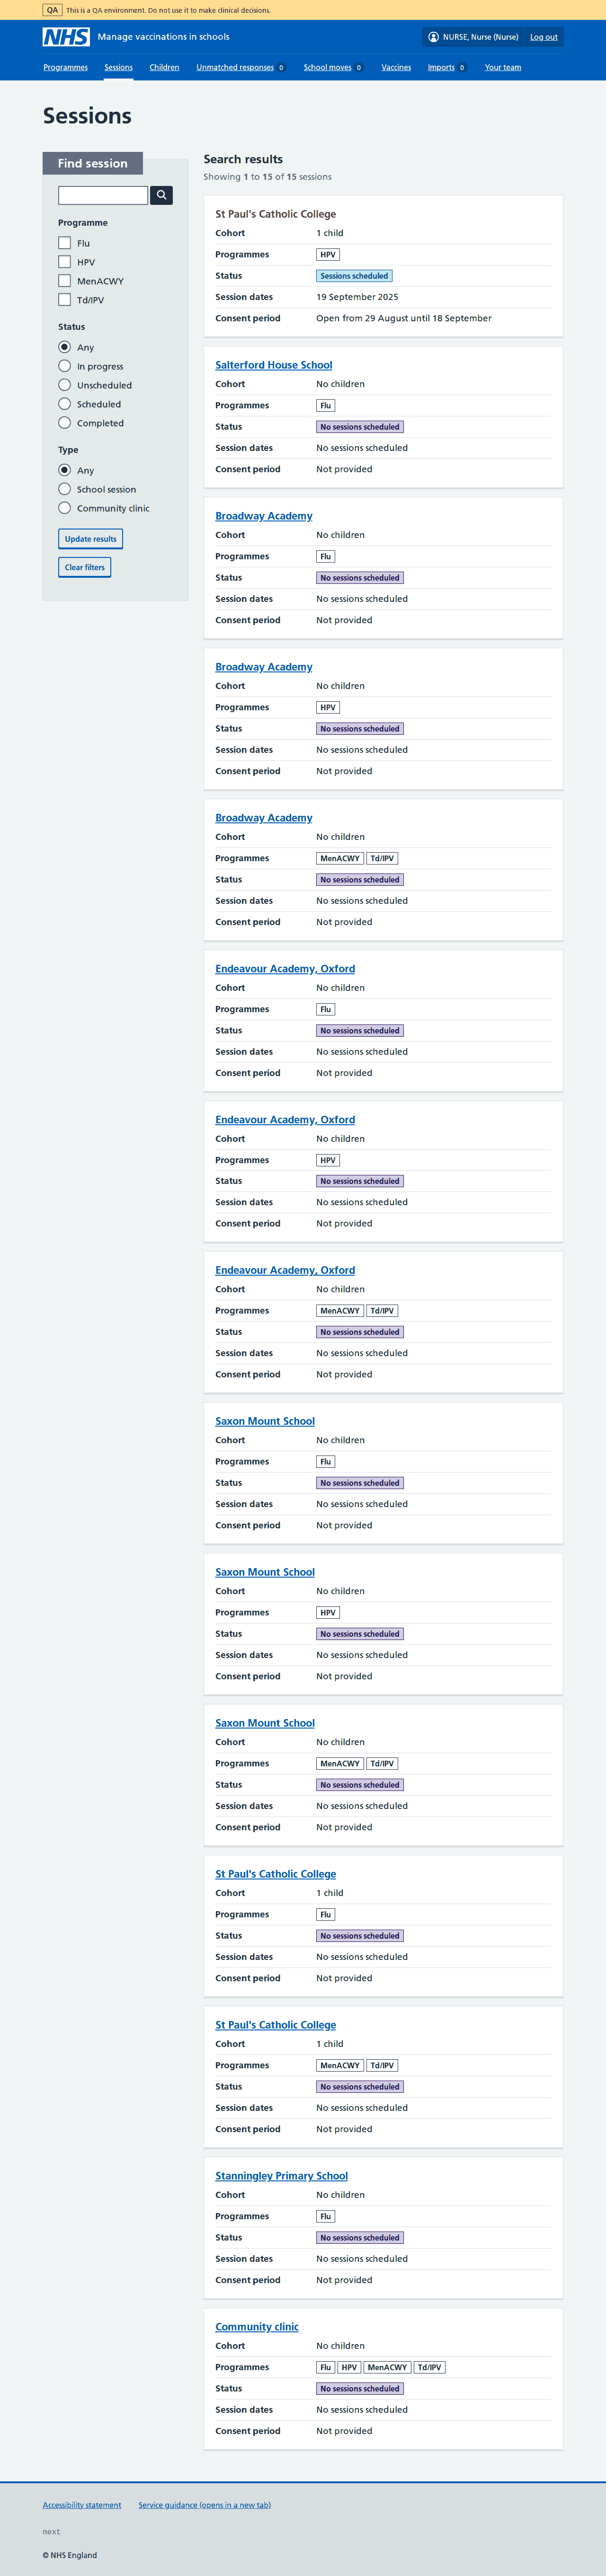 QA This is a QA environment. Do not use it to make clinical decisions.
NHS Manage vaccinations in schools NURSE, Nurse (Nurse) Log out
Programmes Sessions Children Unmatched responses 0 School moves 0 Vaccines Imports 0 Your team
Sessions
Find session
Programme
Flu
HPV
MenACWY
Td/IPV
Status
Any
In progress
Unscheduled
Scheduled
Completed
Type
Any
School session
Community clinic
Update results
Clear filters
Search results
Showing 1 to 15 of 15 sessions
St Paul's Catholic College
Cohort 1 child
Programmes HPV
Status Sessions scheduled
Session dates 19 September 2025
Consent period Open from 29 August until 18 September
Salterford House School
Cohort No children
Programmes Flu
Status No sessions scheduled
Session dates No sessions scheduled
Consent period Not provided
Broadway Academy
Cohort No children
Programmes Flu
Status No sessions scheduled
Session dates No sessions scheduled
Consent period Not provided
Broadway Academy
Cohort No children
Programmes HPV
Status No sessions scheduled
Session dates No sessions scheduled
Consent period Not provided
Broadway Academy
Cohort No children
Programmes MenACWY Td/IPV
Status No sessions scheduled
Session dates No sessions scheduled
Consent period Not provided
Endeavour Academy, Oxford
Cohort No children
Programmes Flu
Status No sessions scheduled
Session dates No sessions scheduled
Consent period Not provided
Endeavour Academy, Oxford
Cohort No children
Programmes HPV
Status No sessions scheduled
Session dates No sessions scheduled
Consent period Not provided
Endeavour Academy, Oxford
Cohort No children
Programmes MenACWY Td/IPV
Status No sessions scheduled
Session dates No sessions scheduled
Consent period Not provided
Saxon Mount School
Cohort No children
Programmes Flu
Status No sessions scheduled
Session dates No sessions scheduled
Consent period Not provided
Saxon Mount School
Cohort No children
Programmes HPV
Status No sessions scheduled
Session dates No sessions scheduled
Consent period Not provided
Saxon Mount School
Cohort No children
Programmes MenACWY Td/IPV
Status No sessions scheduled
Session dates No sessions scheduled
Consent period Not provided
St Paul's Catholic College
Cohort 1 child
Programmes Flu
Status No sessions scheduled
Session dates No sessions scheduled
Consent period Not provided
St Paul's Catholic College
Cohort 1 child
Programmes MenACWY Td/IPV
Status No sessions scheduled
Session dates No sessions scheduled
Consent period Not provided
Stanningley Primary School
Cohort No children
Programmes Flu
Status No sessions scheduled
Session dates No sessions scheduled
Consent period Not provided
Community clinic
Cohort No children
Programmes Flu HPV MenACWY Td/IPV
Status No sessions scheduled
Session dates No sessions scheduled
Consent period Not provided
Accessibility statement Service guidance (opens in a new tab)
next
© NHS England